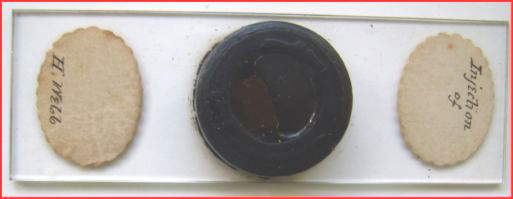 H. Webb
Injection
of